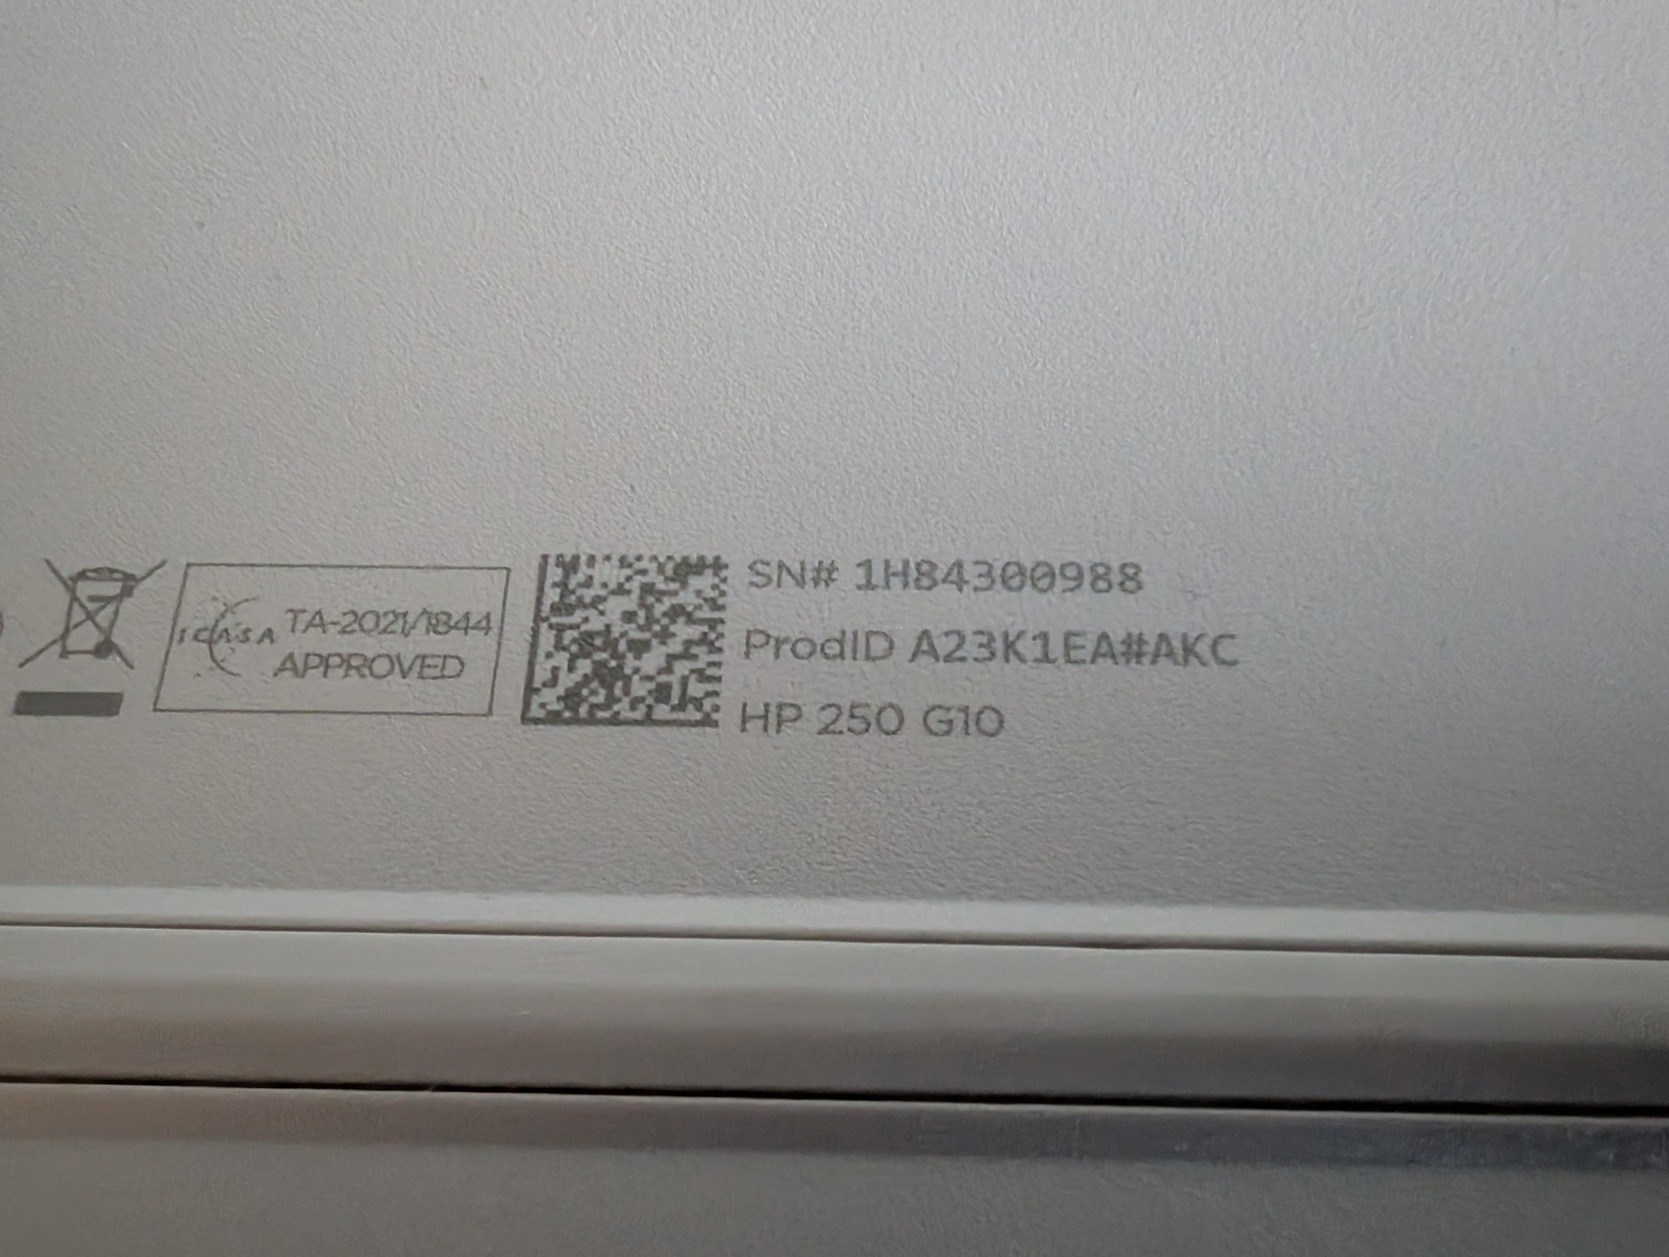 ICASA TA-2021/1844
APPROVED
SN# 1H84300988
ProdID A23K1EA#AKC
HP 250 G10